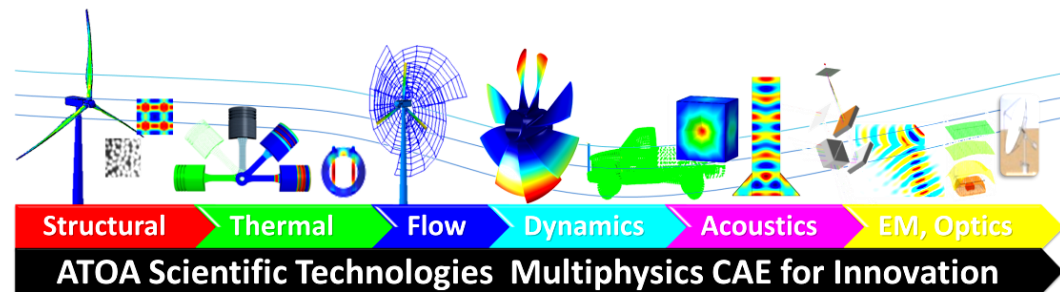 Structural Thermal Flow Dynamics Acoustics EM, Optics
ATOA Scientific Technologies Multiphysics CAE for Innovation